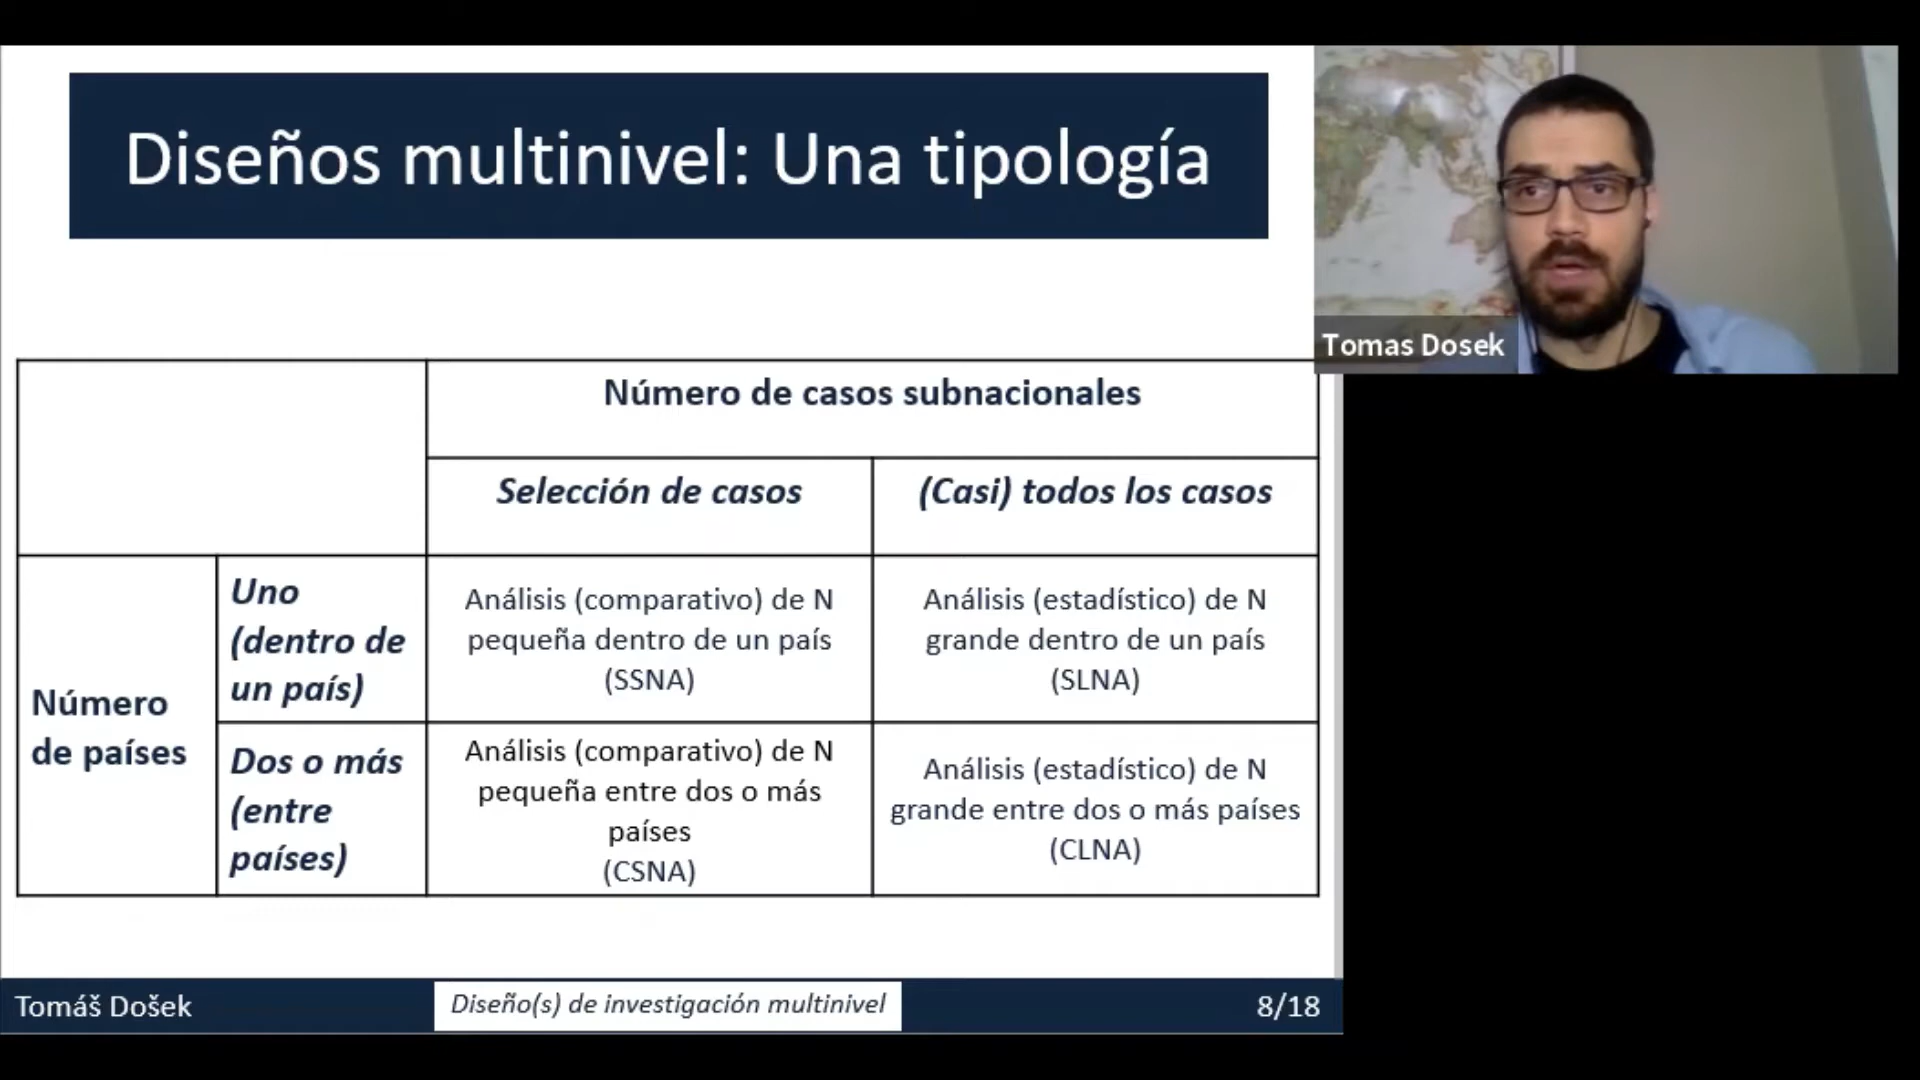 Diseños multinivel: Una tipología
Tomas Dosek
Número de casos subnacionales
Selección de casos
(Casi) todos los casos
Número
de países
Uno
(dentro de
un país)
Análisis (comparativo) de N
pequeña dentro de un país
(SSNA)
Análisis (estadístico) de N
grande dentro de un país
(SLNA)
Dos o más
(entre
países)
Análisis (comparativo) de N
pequeña entre dos o más
países
(CSNA)
Análisis (estadístico) de N
grande entre dos o más países
(CLNA)
Tomáš Došek
Diseño(s) de investigación multinivel
8/18